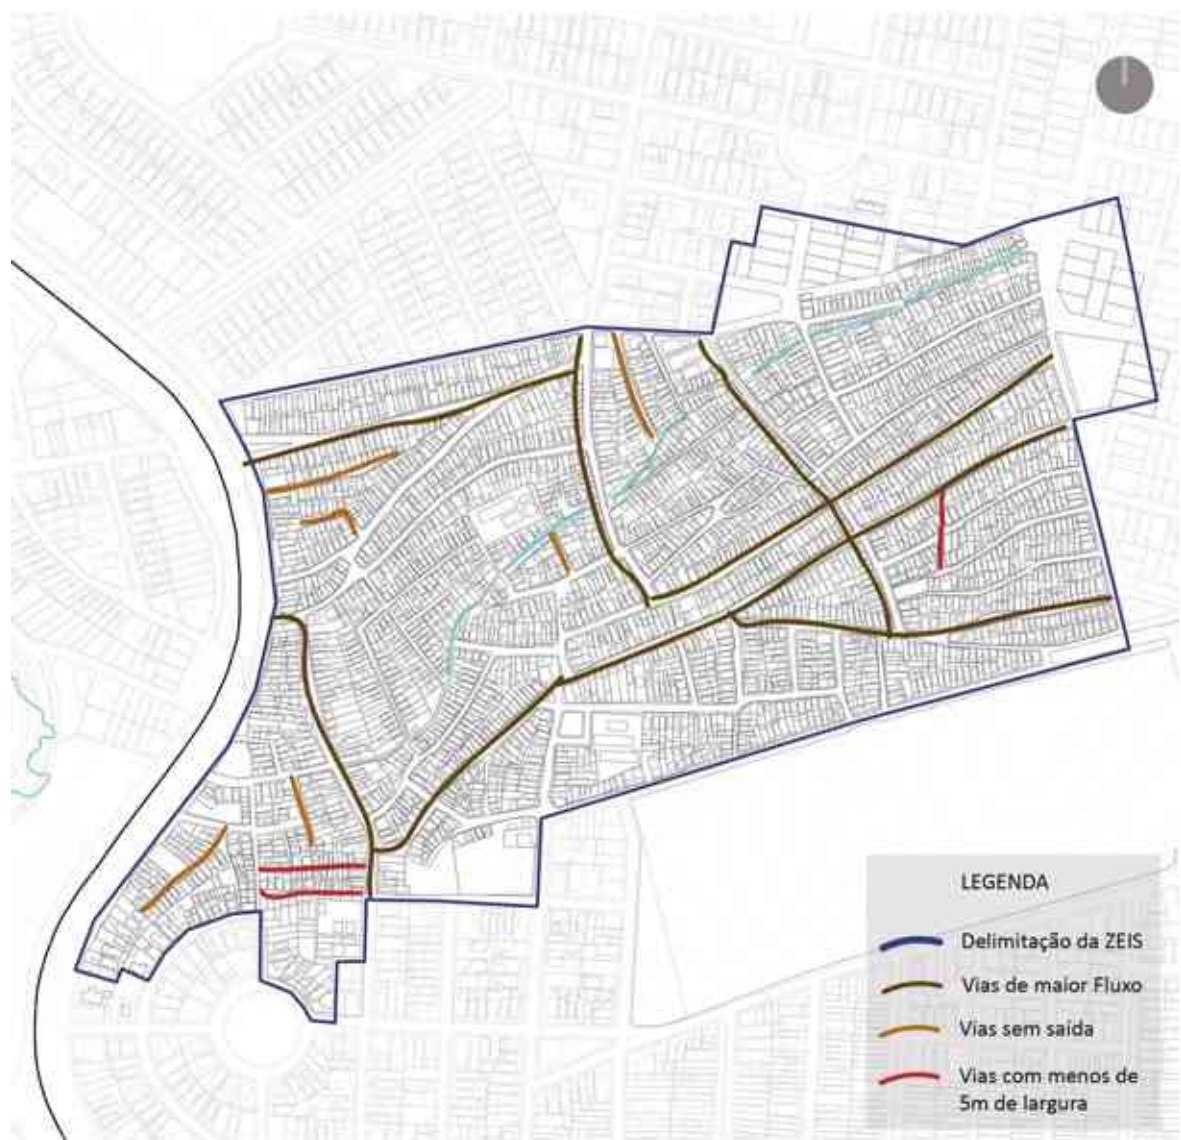 LEGENDA
Delimitação da ZEIS
Vias de maior Fluxo
Vias sem saída
Vias com menos de
5m de largura